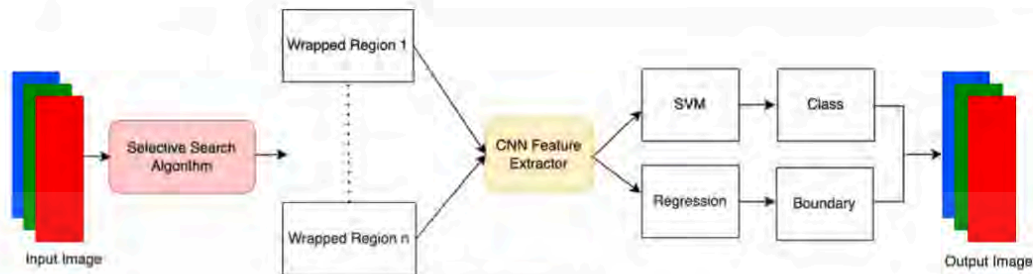 Input Image
Selective Search
Algorithm
Wrapped Region 1
Wrapped Region n
CNN Feature
Extractor
SVM
Class
Regression
Boundary
Output Image